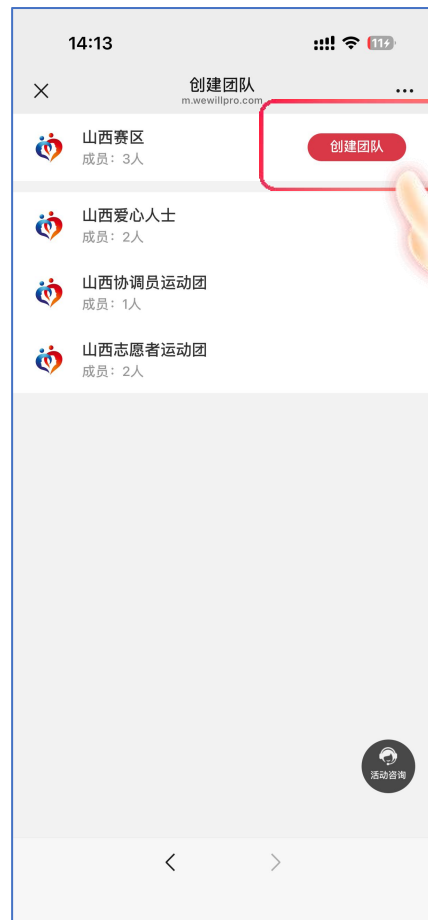 14:13
11
创建团队
m.wewillpro.com
山西赛区
成员：3人
创建团队
山西爱心人士
成员：2人
山西协调员运动团
成员：1人
山西志愿者运动团
成员：2人
活动咨询